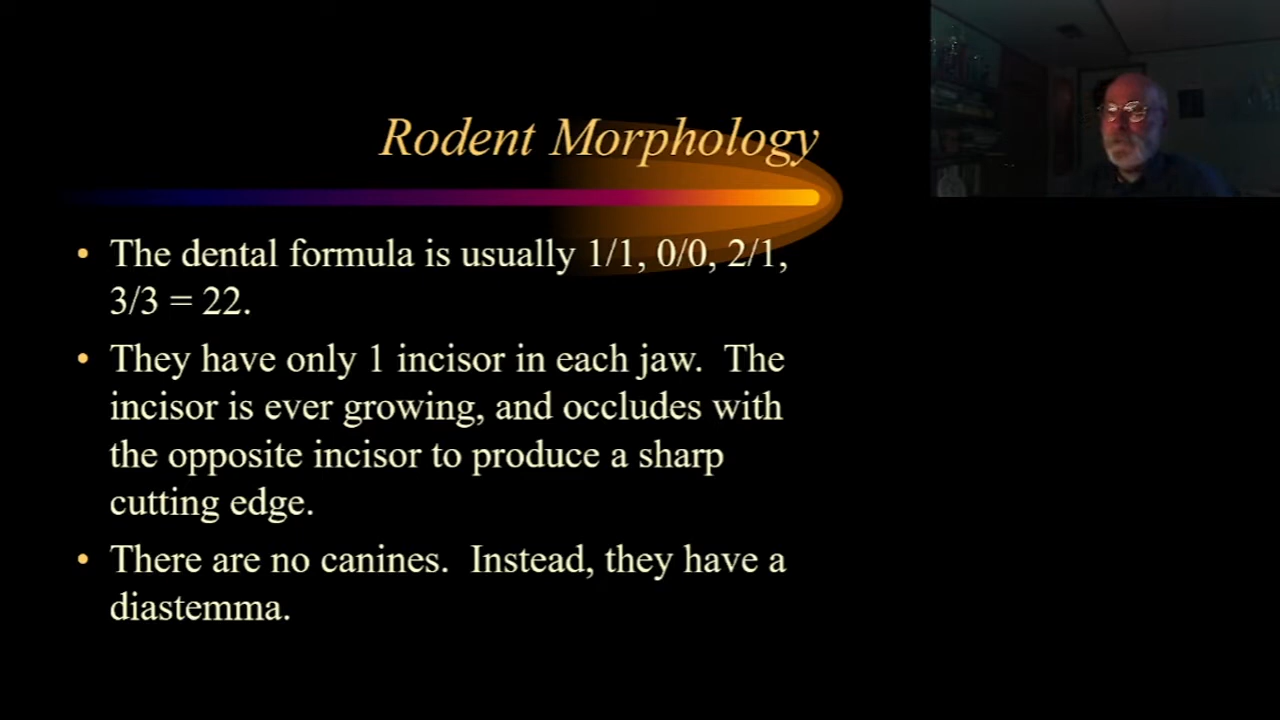 Rodent Morphology
• The dental formula is usually 1/1, 0/0, 2/1,
3/3 = 22.
• They have only 1 incisor in each jaw.  The
incisor is ever growing, and occludes with
the opposite incisor to produce a sharp
cutting edge.
• There are no canines.  Instead, they have a
diastemma.